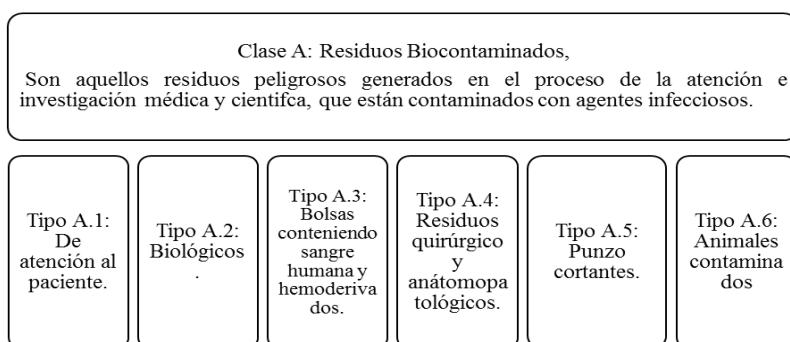 Clase A: Residuos Biocontaminados,
Son aquellos residuos peligrosos generados en el proceso de la atención e
investigación médica y cientifca, que están contaminados con agentes infecciosos.
Tipo A.1:
De
atención al
paciente.
Tipo A.2:
Biológicos
.
Tipo A.3:
Bolsas
conteniendo
sangre
humana y
hemoderiva
dos.
Tipo A.4:
Residuos
quirúrgico
y
anátomopa
tológicos.
Tipo A.5:
Punzo
cortantes.
Tipo A.6:
Animales
contamina
dos